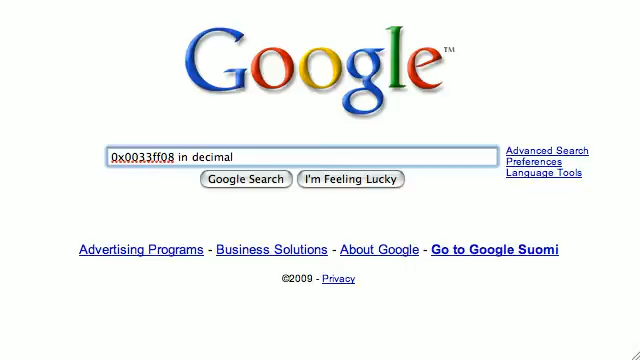 Google™
0x0033ff08 in decimal
Advanced Search
Preferences
Language Tools
Google Search I'm Feeling Lucky
Advertising Programs - Business Solutions - About Google - Go to Google Suomi
©2009 - Privacy